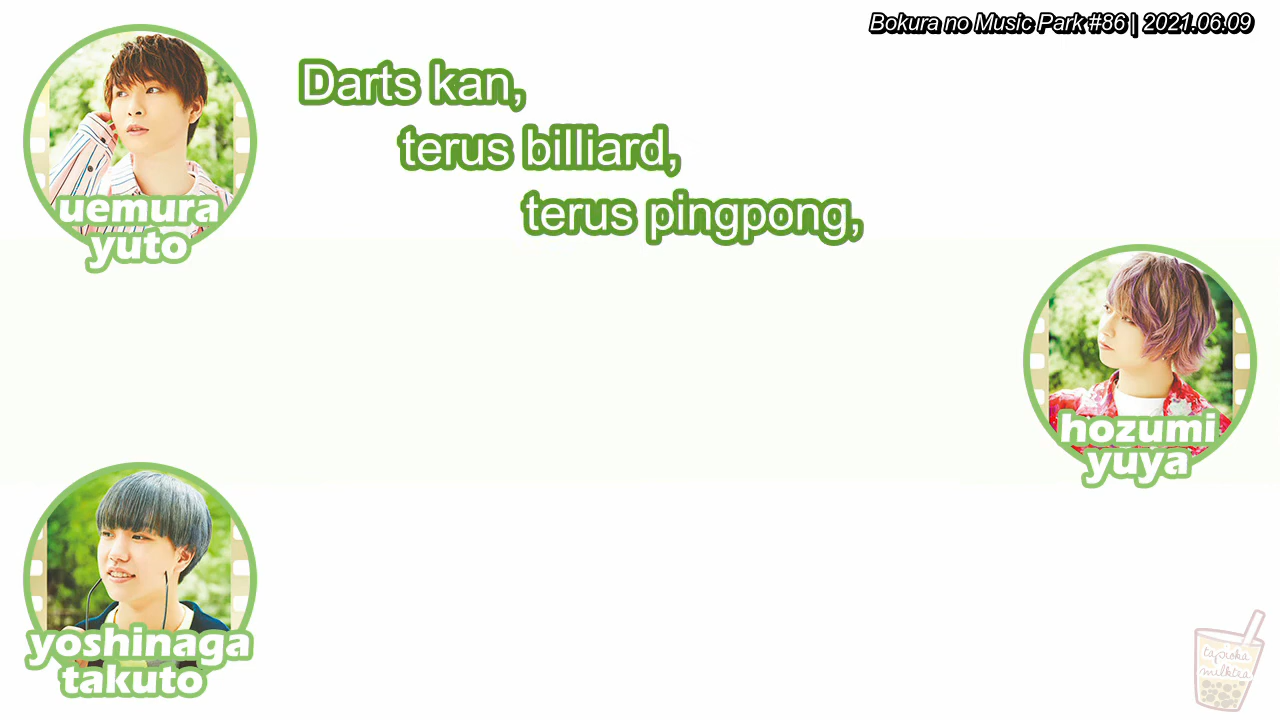 Bokura no Music Park #86 | 2021.06.09
Darts kan,
terus billiard,
terus pingpong,
uemura
yuto
hozumi
yuya
yoshinaga
takuto
tapioka
milktea